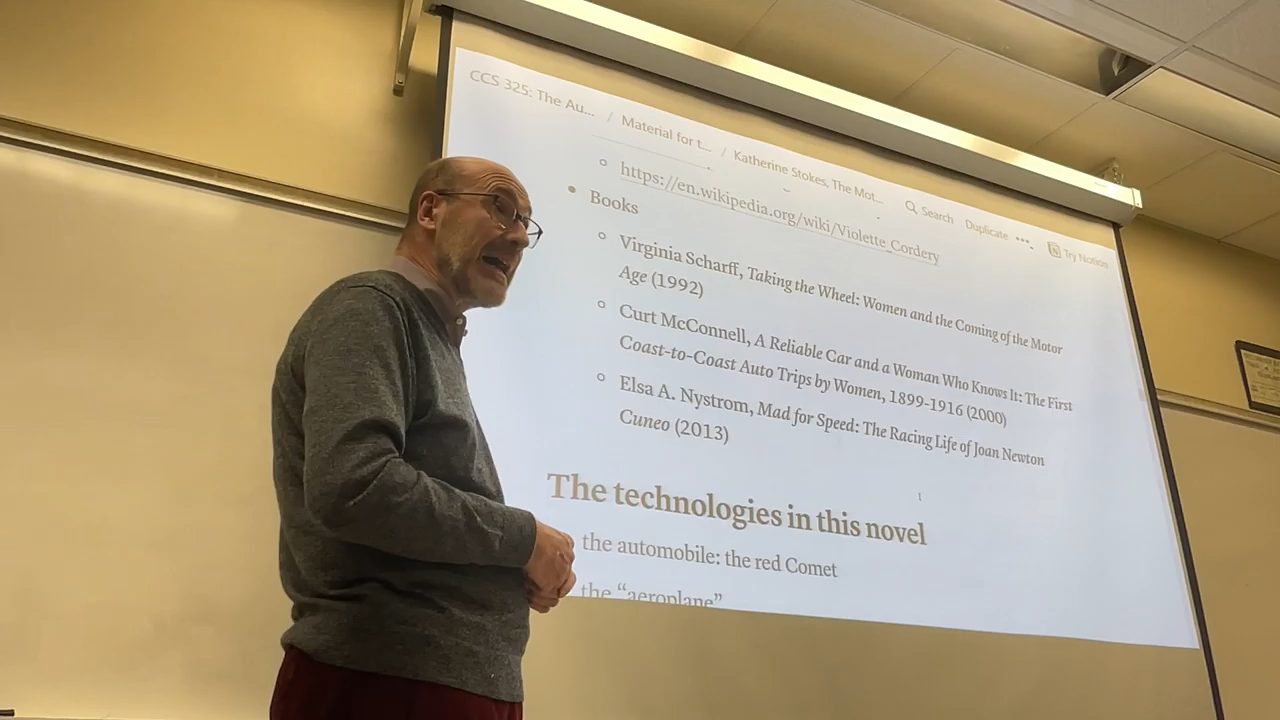 CCS 325: The Au... / Material for t... / Katherine Stokes, The Mot...
Search Duplicate ••• Try Notion
https://en.wikipedia.org/wiki/Violette_Cordery
Books
Virginia Scharff, Taking the Wheel: Women and the Coming of the Motor
Age (1992)
Curt McConnell, A Reliable Car and a Woman Who Knows It: The First
Coast-to-Coast Auto Trips by Women, 1899-1916 (2000)
Elsa A. Nystrom, Mad for Speed: The Racing Life of Joan Newton
Cuneo (2013)
The technologies in this novel
the automobile: the red Comet
the “aeroplane”